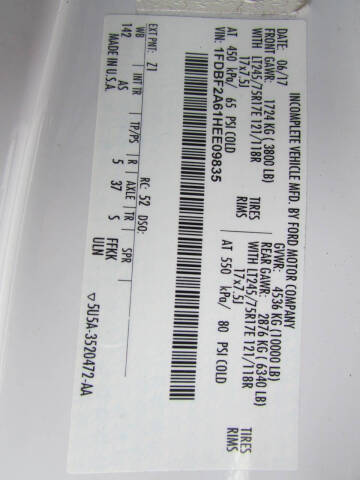 INCOMPLETE VEHICLE MFD. BY FORD MOTOR COMPANY
DATE: 06/17 GVWR: 4536 KG (10000 LB)
FRONT GAWR: 1724 KG (3800 LB) REAR GAWR: 2876 KG (6340 LB)
WITH LT245/75R17E 121/118R TIRES WITH LT245/75R17E 121/118R TIRES
17x7.5J RIMS 17x7.5J RIMS
AT 450 kPa/ 65 PSI COLD AT 550 kPa/ 80 PSI COLD
VIN: 1FDBF2A61HEE09835
EXT PNT: Z1 RC: 52 DSO:
WB INT TR TP/PS R AXLE TR SPR
142 AS 5 37 S FFKK
MADE IN U.S.A. ULN
▽5U5A-3520472-AA